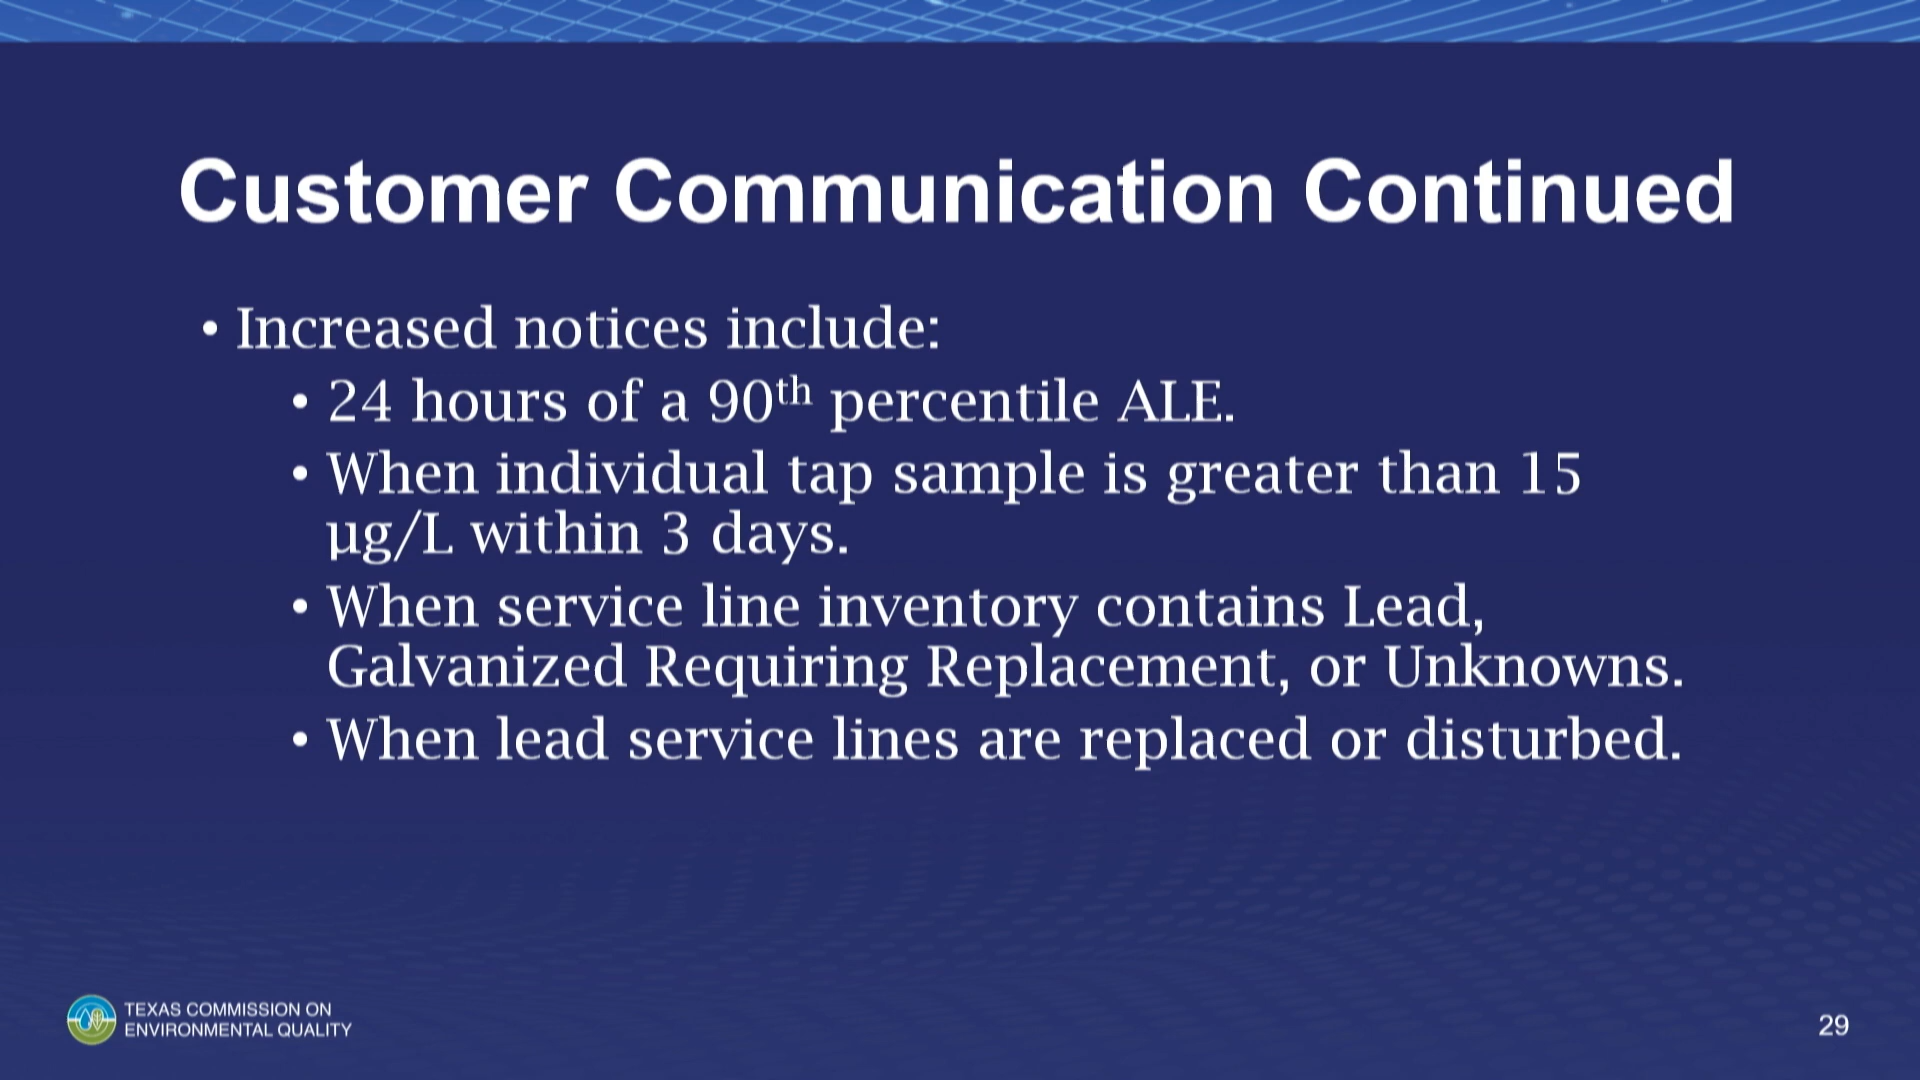 Customer Communication Continued
• Increased notices include:
• 24 hours of a 90th percentile ALE.
• When individual tap sample is greater than 15
µg/L within 3 days.
• When service line inventory contains Lead,
Galvanized Requiring Replacement, or Unknowns.
• When lead service lines are replaced or disturbed.
TEXAS COMMISSION ON
ENVIRONMENTAL QUALITY
29